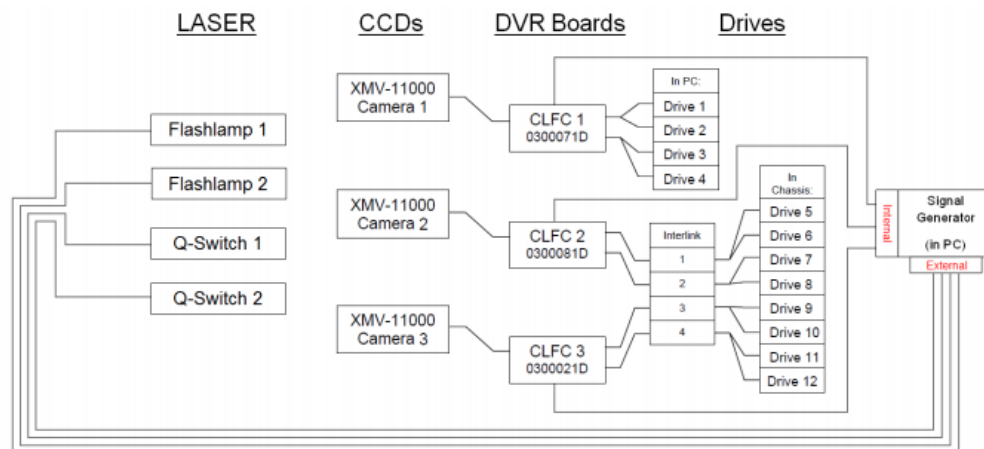 LASER
CCDs
DVR Boards
Drives
Flashlamp 1
Flashlamp 2
Q-Switch 1
Q-Switch 2
XMV-11000
Camera 1
XMV-11000
Camera 2
XMV-11000
Camera 3
CLFC 1
0300071D
CLFC 2
0300081D
CLFC 3
0300021D
In PC:
Drive 1
Drive 2
Drive 3
Drive 4
Interlink
1
2
3
4
In
Chassis:
Drive 5
Drive 6
Drive 7
Drive 8
Drive 9
Drive 10
Drive 11
Drive 12
Internal
Signal
Generator
(in PC)
External